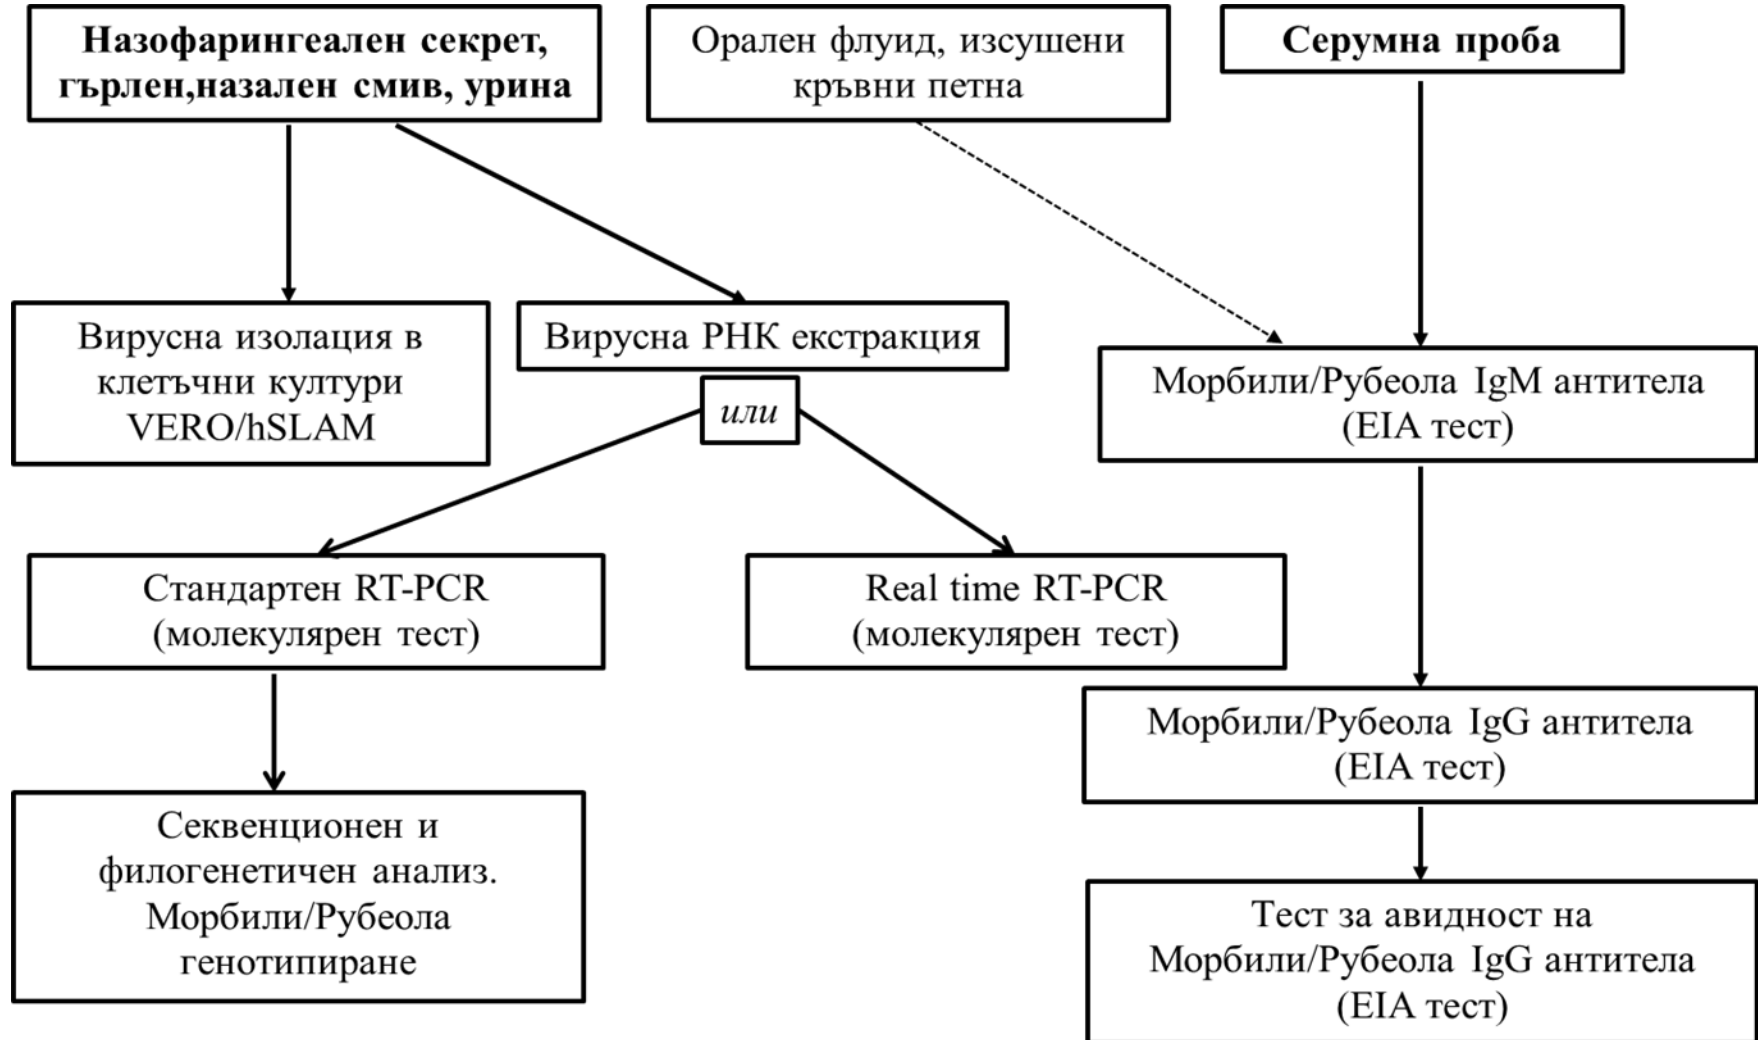 Назофарингеален секрет,
гърлен,назален смив, урина
Орален флуид, изсушени
кръвни петна
Серумна проба
Вирусна изолация в
клетъчни култури
VERO/hSLAM
Вирусна РНК екстракция
или
Морбили/Рубеола IgM антитела
(EIA тест)
Стандартен RT-PCR
(молекулярен тест)
Real time RT-PCR
(молекулярен тест)
Морбили/Рубеола IgG антитела
(EIA тест)
Секвенционен и
филогенетичен анализ.
Морбили/Рубеола
генотипиране
Тест за авидност на
Морбили/Рубеола IgG антитела
(EIA тест)